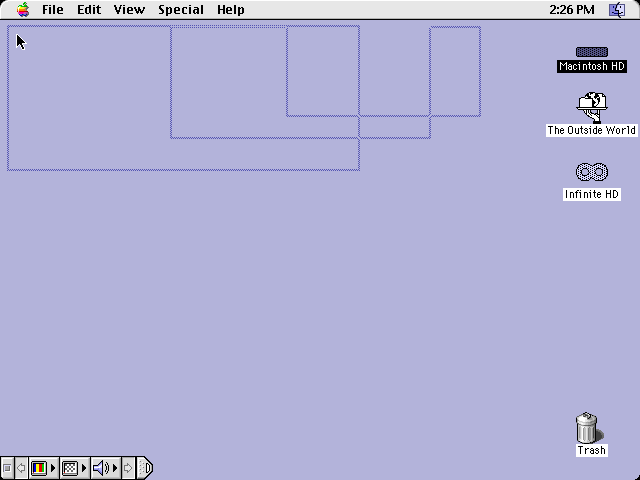 File Edit View Special Help 2:26 PM
Macintosh HD
The Outside World
Infinite HD
Trash